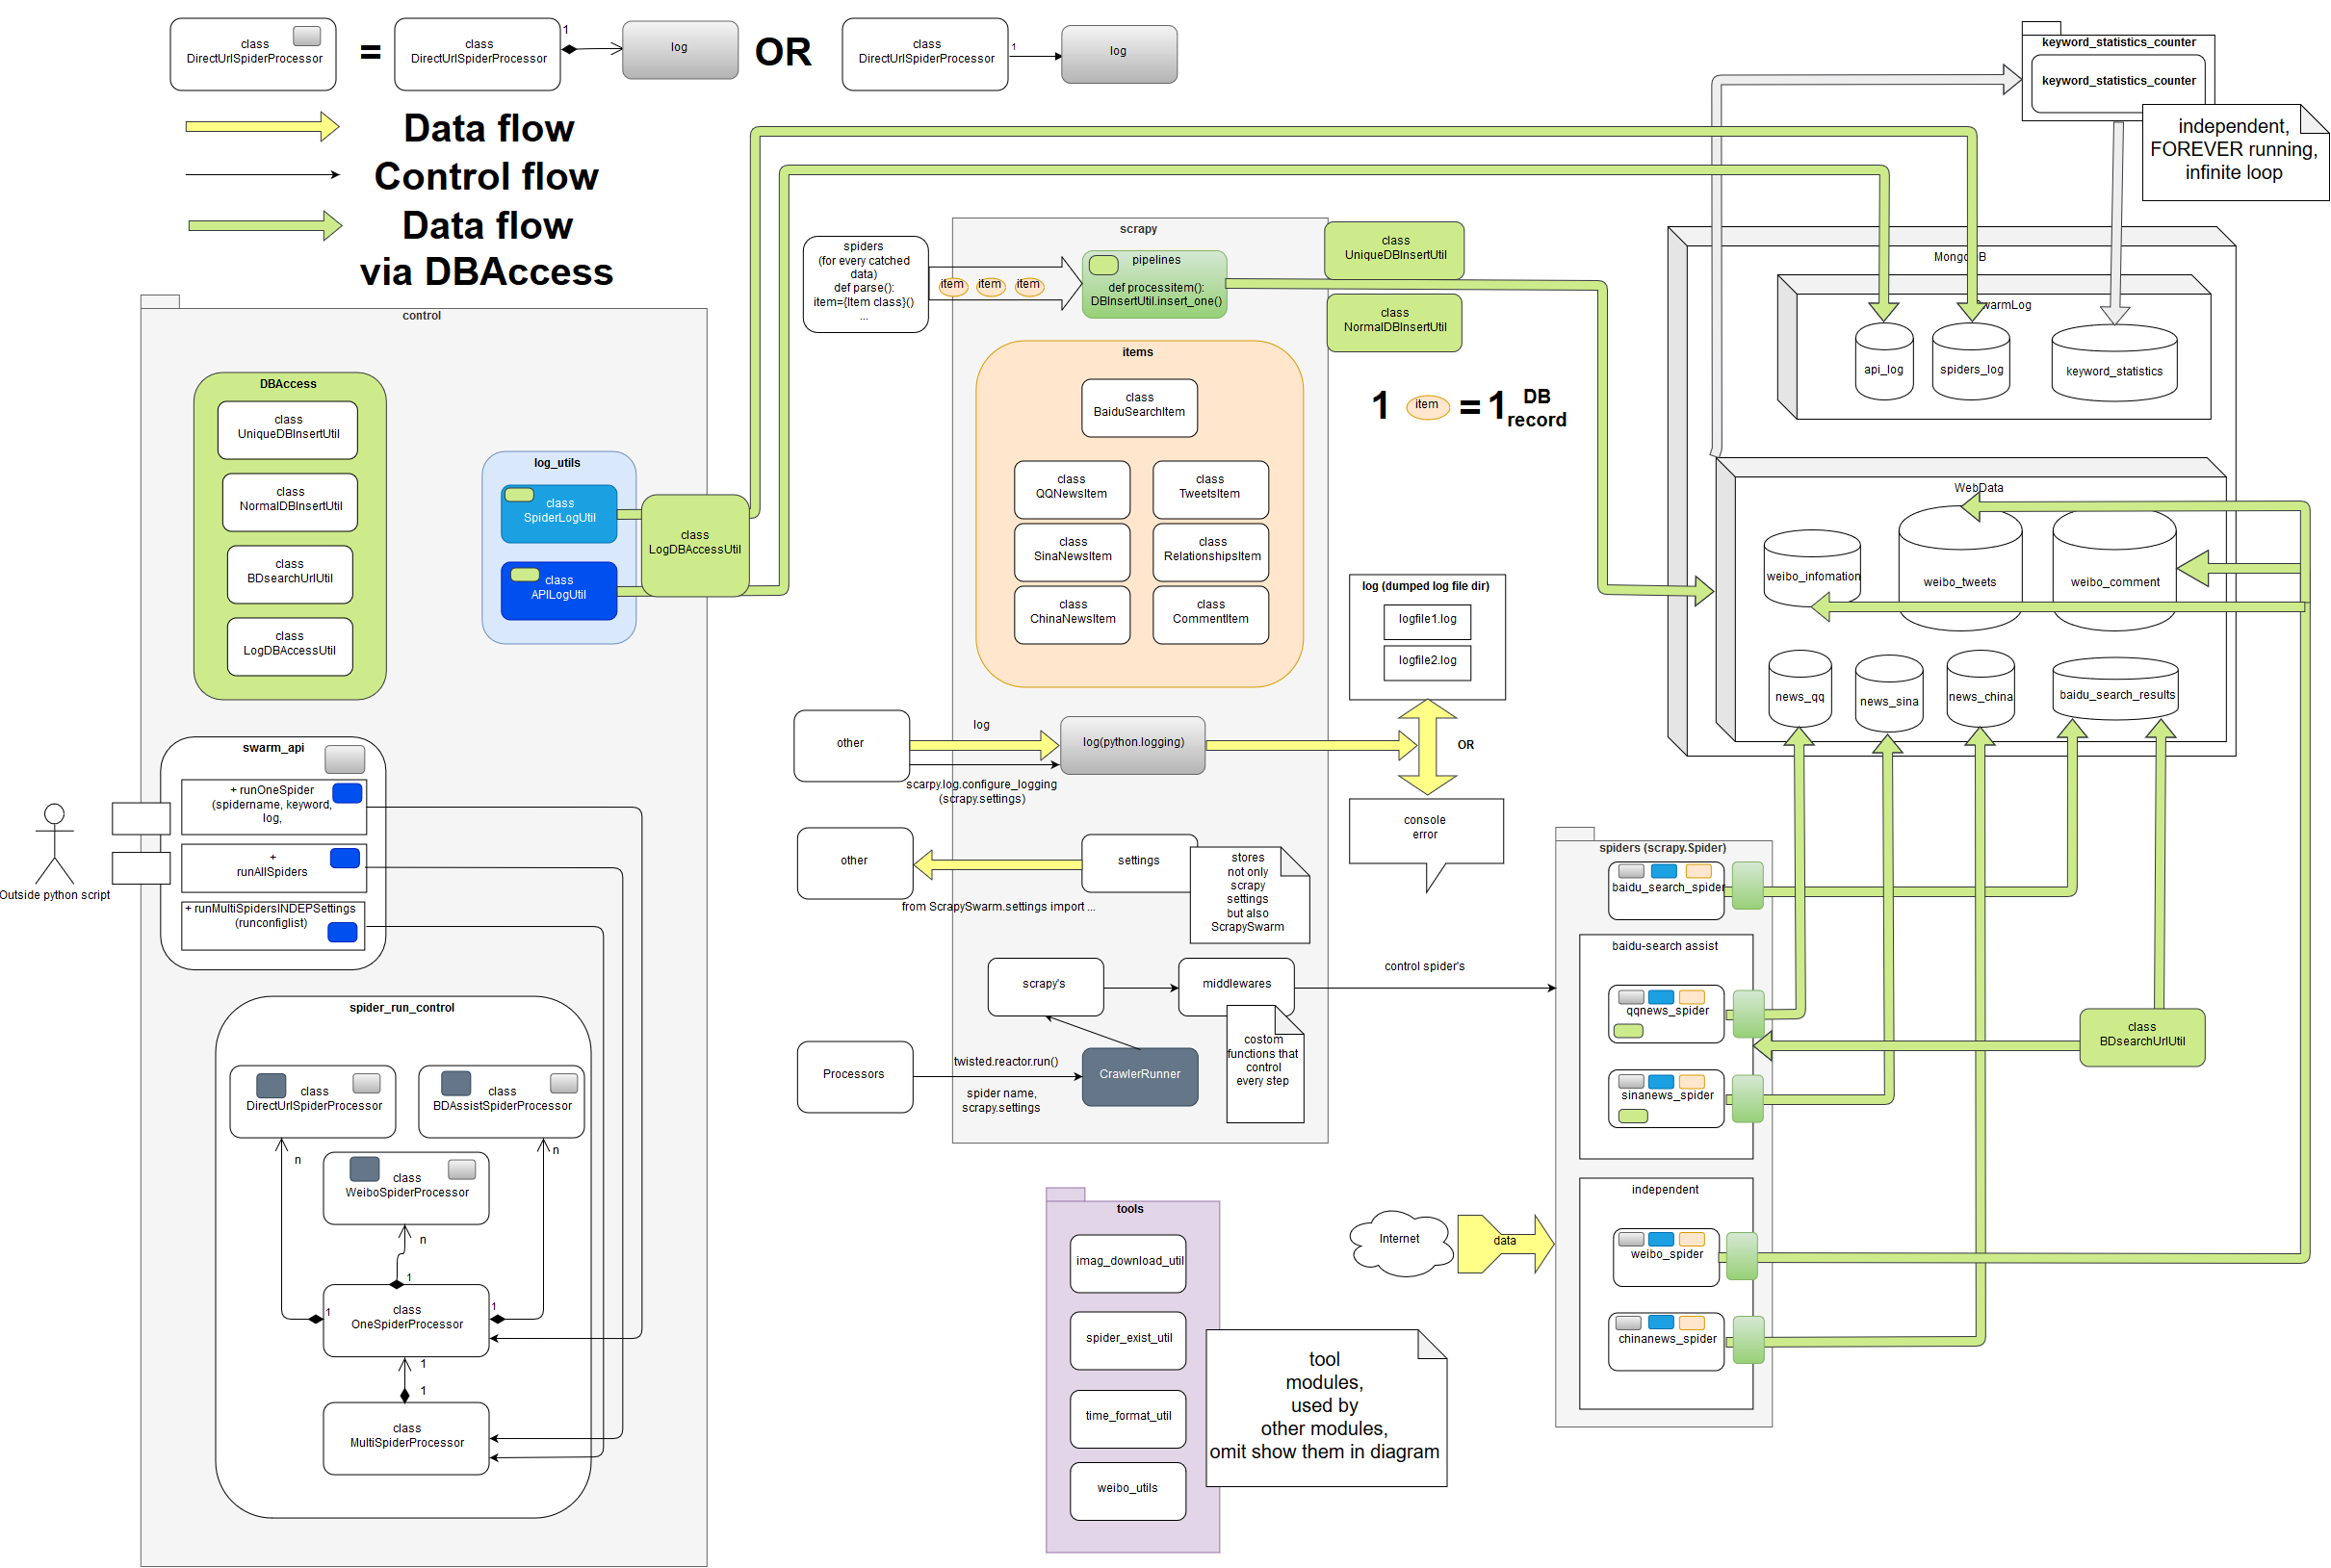 class
DirectUrlSpiderProcessor
=
class
DirectUrlSpiderProcessor
1
log
OR
class
DirectUrlSpiderProcessor
1
log
Data flow
Control flow
Data flow
via DBAccess
keyword_statistics_counter
keyword_statistics_counter
independent,
FOREVER running,
infinite loop
control
DBAccess
class
UniqueDBInsertUtil
class
NormalDBInsertUtil
class
BDsearchUrlUtil
class
LogDBAccessUtil
log_utils
class
SpiderLogUtil
class
APILogUtil
class
LogDBAccessUtil
swarm_api
+ runOneSpider
(spidername, keyword,
log,
+
runAllSpiders
+ runMultiSpidersINDEPSettings
(runconfiglist)
Outside python script
spider_run_control
class
DirectUrlSpiderProcessor
class
BDAssistSpiderProcessor
n
n
class
WeiboSpiderProcessor
n
1
1
1
class
OneSpiderProcessor
1
1
class
MultiSpiderProcessor
scrapy
spiders
(for every catched
data)
def parse():
item={Item class}()
...
item
item
item
pipelines
def processitem():
DBInsertUtil.insert_one()
class
UniqueDBInsertUtil
class
NormalDBInsertUtil
items
class
BaiduSearchItem
class
QQNewsItem
class
TweetsItem
class
SinaNewsItem
class
RelationshipsItem
class
ChinaNewsItem
class
CommentItem
1 item = 1 DB
record
log (dumped log file dir)
logfile1.log
logfile2.log
other
log
scarpy.log.configure_logging
(scrapy.settings)
log(python.logging)
OR
console
error
other
settings
from ScrapySwarm.settings import ...
stores
not only
scrapy
settings
but also
ScrapySwarm
scrapy's
middlewares
control spider's
costom
functions that
control
every step
Processors
twisted.reactor.run()
spider name,
scrapy.settings
CrawlerRunner
tools
imag_download_util
spider_exist_util
time_format_util
weibo_utils
tool
modules,
used by
other modules,
omit show them in diagram
Internet
data
MongoDB
SwarmLog
api_log
spiders_log
keyword_statistics
WebData
weibo_infomation
weibo_tweets
weibo_comment
news_qq
news_sina
news_china
baidu_search_results
spiders (scrapy.Spider)
baidu_search_spider
baidu-search assist
qqnews_spider
sinanews_spider
class
BDsearchUrlUtil
independent
weibo_spider
chinanews_spider